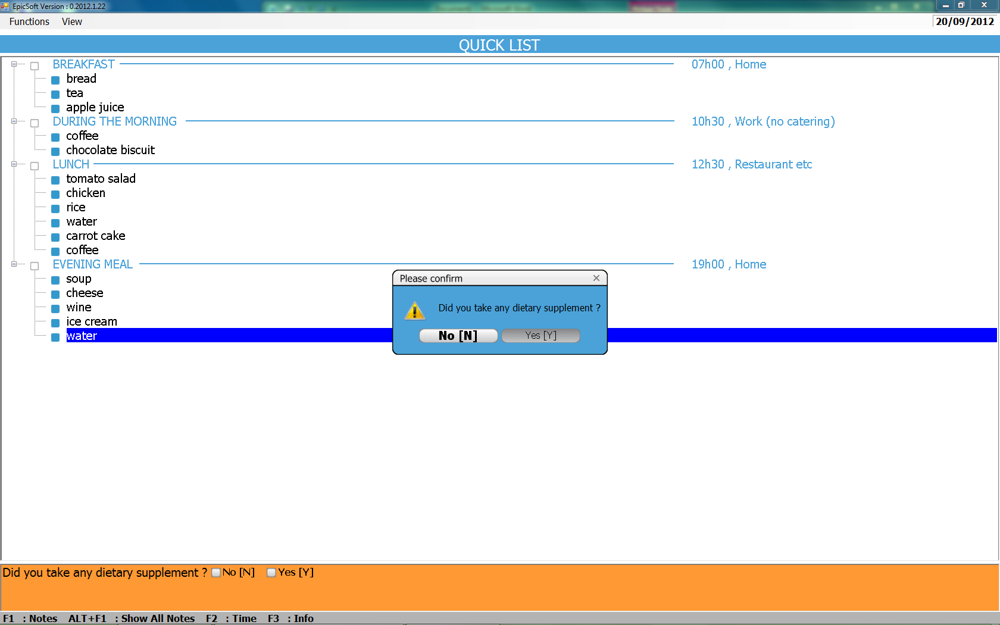 EpicSoft Version : 0.2012.1.22
Functions View 20/09/2012
QUICK LIST
BREAKFAST 07h00 , Home
bread
tea
apple juice
DURING THE MORNING 10h30 , Work (no catering)
coffee
chocolate biscuit
LUNCH 12h30 , Restaurant etc
tomato salad
chicken
rice
water
carrot cake
coffee
EVENING MEAL 19h00 , Home
soup
cheese
wine
ice cream
water
Please confirm
Did you take any dietary supplement ?
No [N] Yes [Y]
Did you take any dietary supplement ? No [N] Yes [Y]
F1 : Notes ALT+F1 : Show All Notes F2 : Time F3 : Info